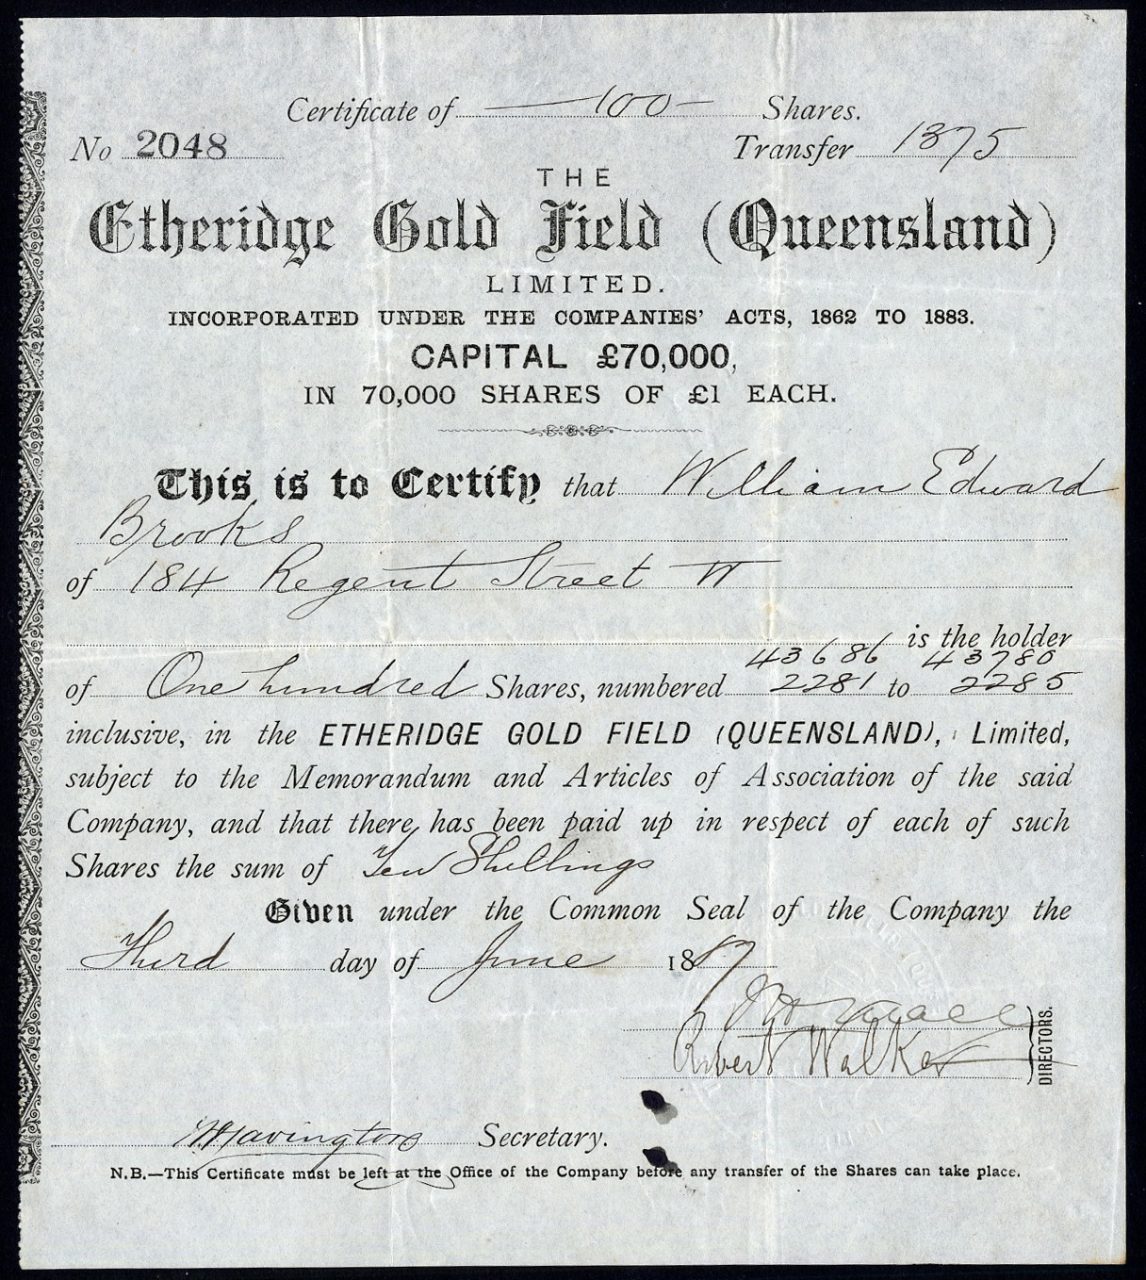 Certificate of 100 Shares.
No 2048 Transfer 1375
THE
Etheridge Gold Field (Queensland)
LIMITED.
INCORPORATED UNDER THE COMPANIES' ACTS, 1862 TO 1883.
CAPITAL £70,000,
IN 70,000 SHARES OF £1 EACH.
This is to Certify that William Edward
Brooks
of 184 Regent Street W
is the holder
43686 43780
of One hundred Shares, numbered 2281 to 2285
inclusive, in the ETHERIDGE GOLD FIELD (QUEENSLAND), Limited,
subject to the Memorandum and Articles of Association of the said
Company, and that there has been paid up in respect of each of such
Shares the sum of Ten Shillings
Given under the Common Seal of the Company the
Third day of June 1887
Robert Walker
DIRECTORS.
Secretary.
N.B.—This Certificate must be left at the Office of the Company before any transfer of the Shares can take place.